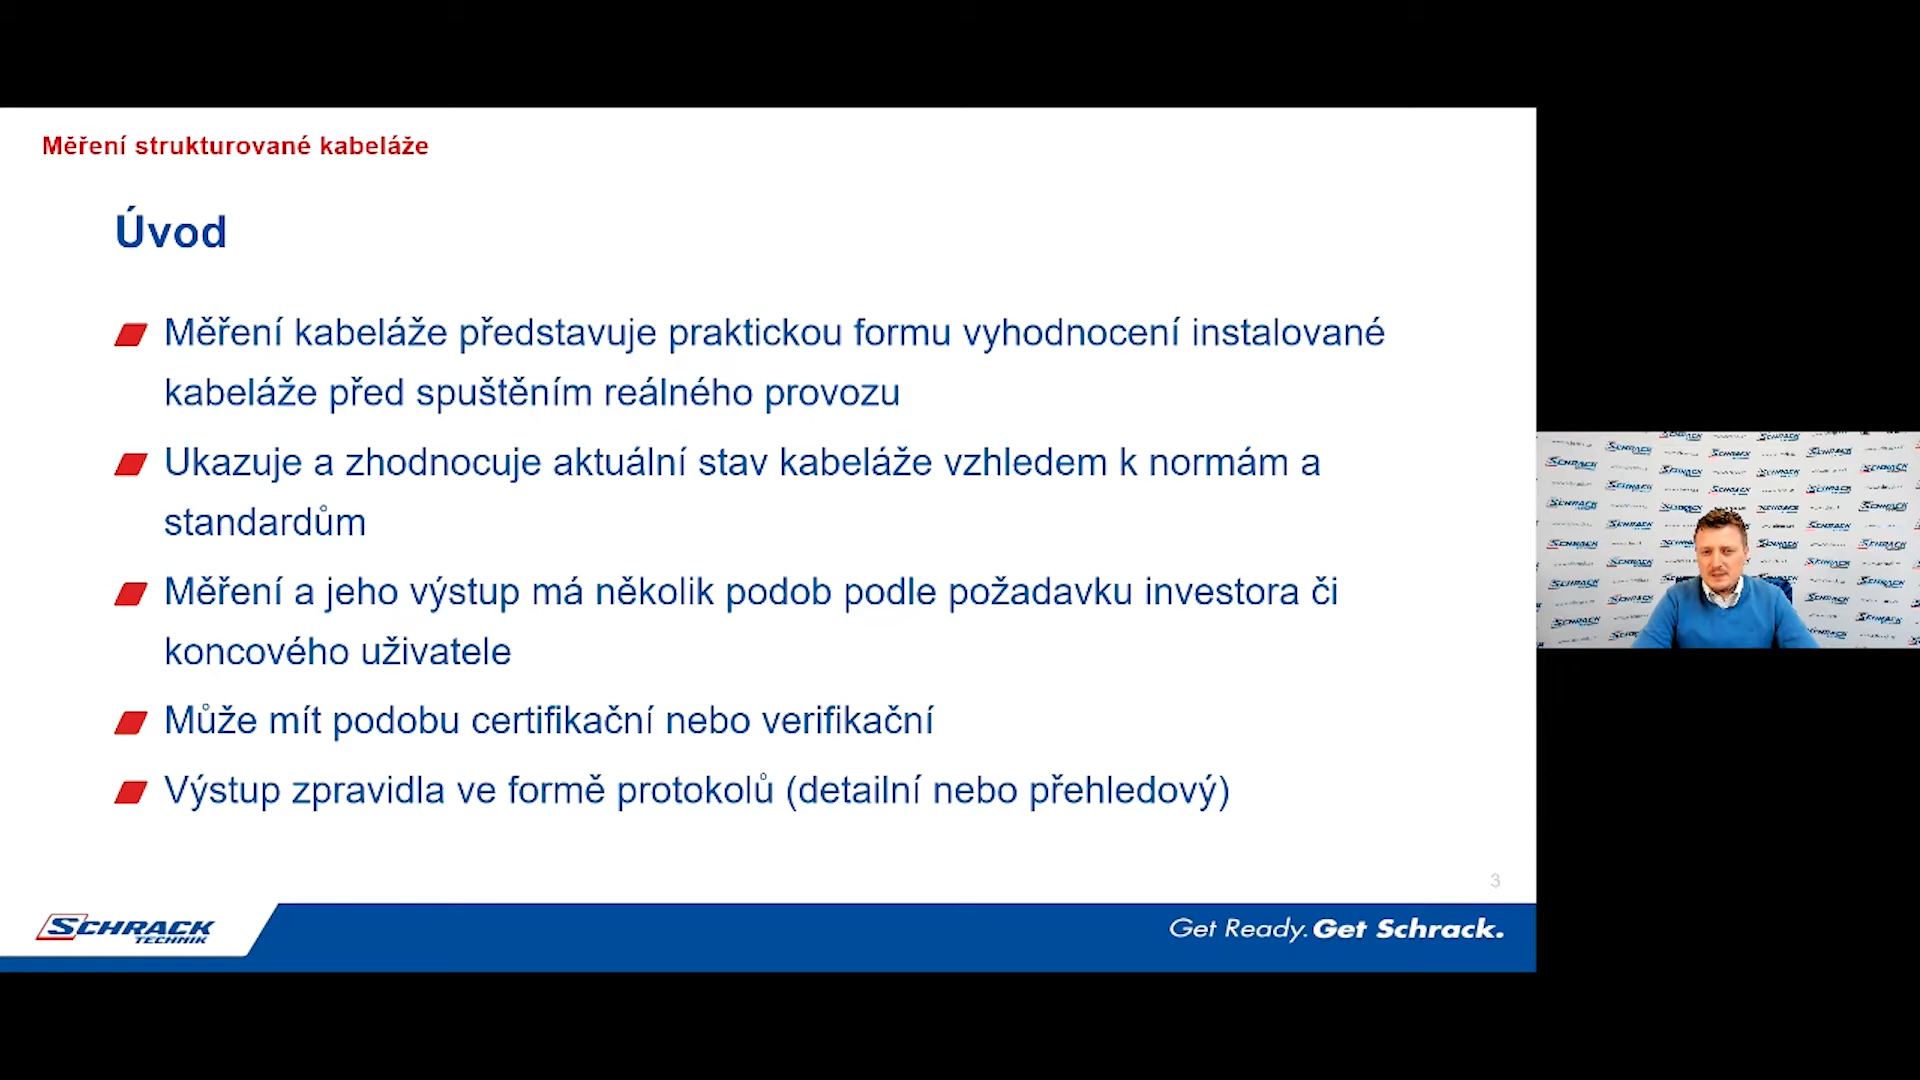 Měření strukturované kabeláže
Úvod
Měření kabeláže představuje praktickou formu vyhodnocení instalované
kabeláže před spuštěním reálného provozu
Ukazuje a zhodnocuje aktuální stav kabeláže vzhledem k normám a
standardům
Měření a jeho výstup má několik podob podle požadavku investora či
koncového uživatele
Může mít podobu certifikační nebo verifikační
Výstup zpravidla ve formě protokolů (detailní nebo přehledový)
3
SCHRACK
TECHNIK
Get Ready. Get Schrack.
SCHRACK